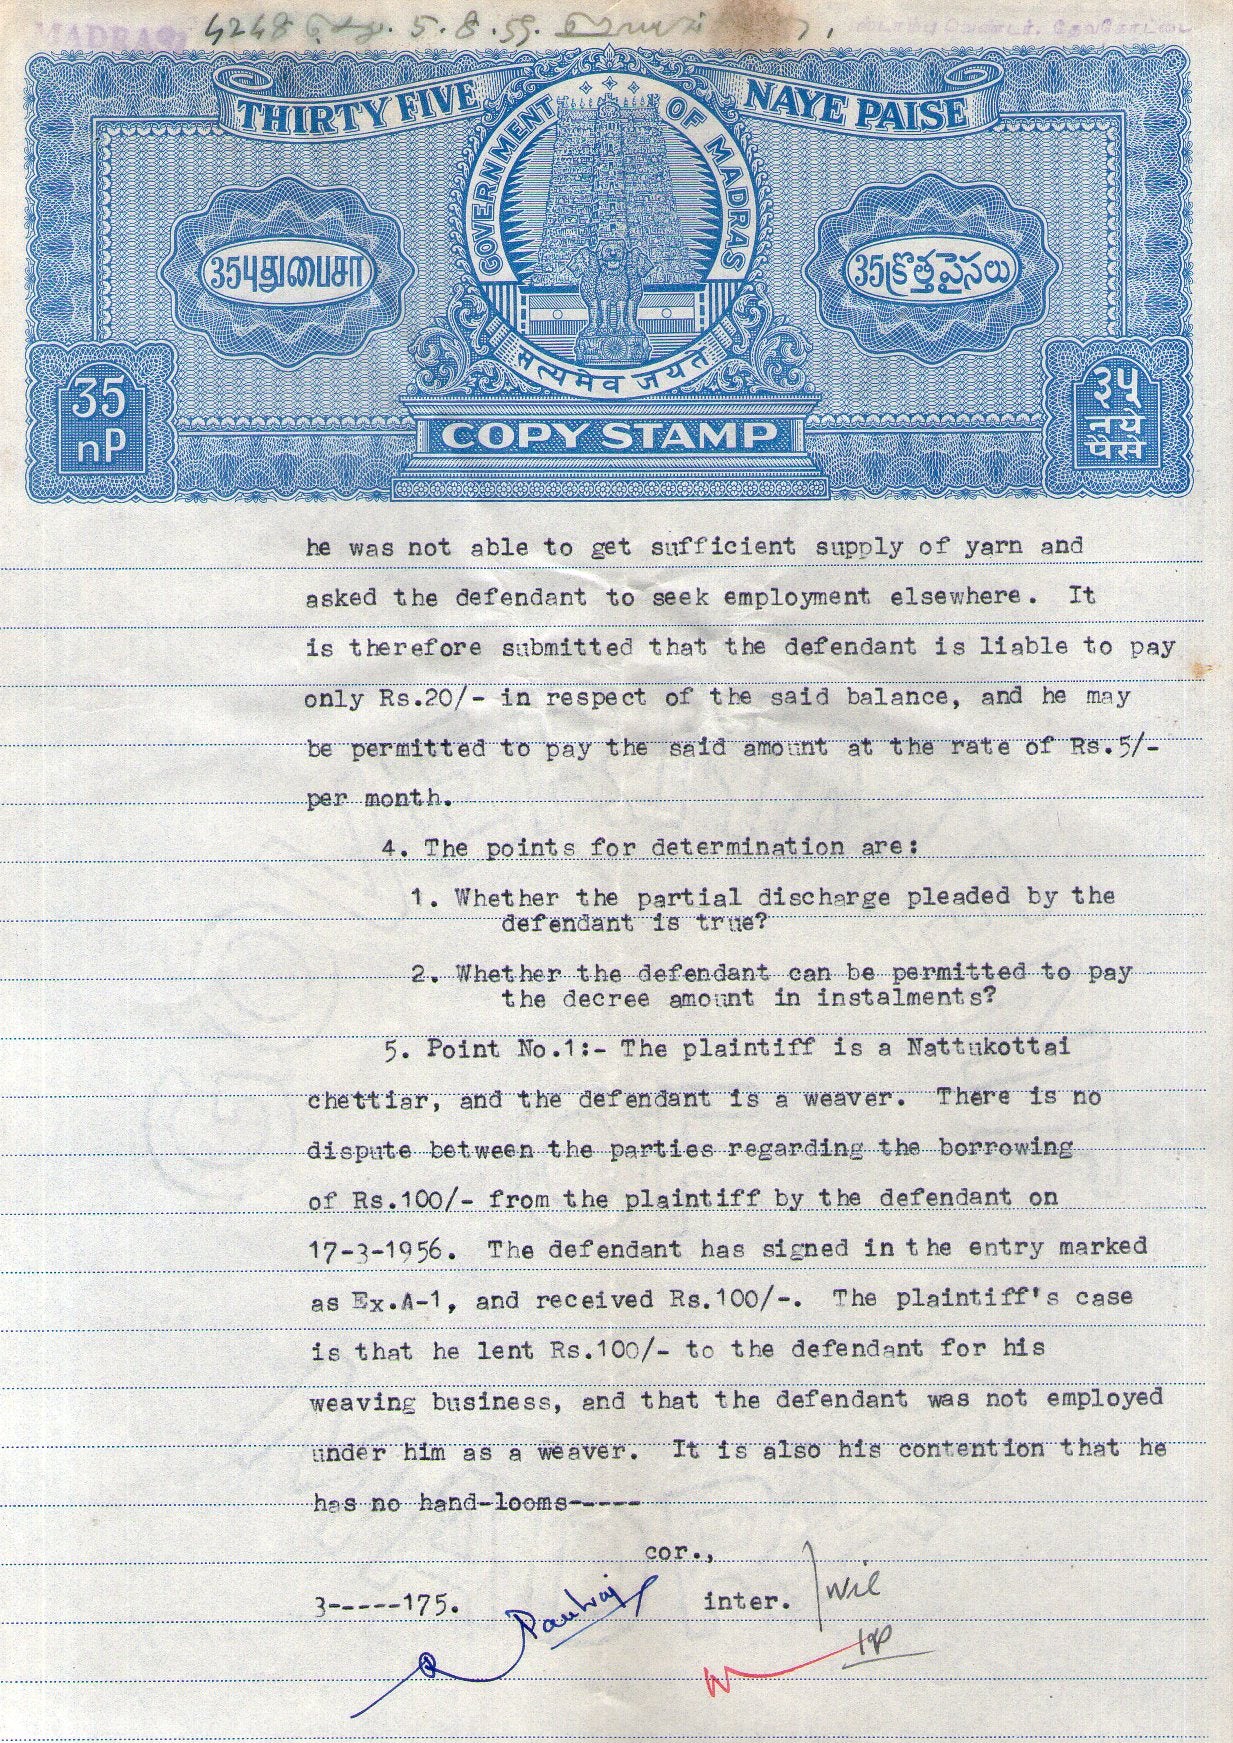 MADRAS
4248 5.8.59.
THIRTY FIVE NAYE PAISE
GOVERNMENT OF MADRAS
35 புதுபைசா
35 క్రొత్తపైసలు
सत्यमेव जयते
35
nP
COPY STAMP
३५
नये
पैसे
he was not able to get sufficient supply of yarn and
asked the defendant to seek employment elsewhere. It
is therefore submitted that the defendant is liable to pay
only Rs.20/- in respect of the said balance, and he may
be permitted to pay the said amount at the rate of Rs.5/-
per month.
4. The points for determination are:
1. Whether the partial discharge pleaded by the
defendant is true?
2. Whether the defendant can be permitted to pay
the decree amount in instalments?
5. Point No.1:- The plaintiff is a Nattukottai
chettiar, and the defendant is a weaver. There is no
dispute between the parties regarding the borrowing
of Rs.100/- from the plaintiff by the defendant on
17-3-1956. The defendant has signed in the entry marked
as Ex.A-1, and received Rs.100/-. The plaintiff's case
is that he lent Rs.100/- to the defendant for his
weaving business, and that the defendant was not employed
under him as a weaver. It is also his contention that he
has no hand-looms-----
cor.,
3-----175.
inter. Nil